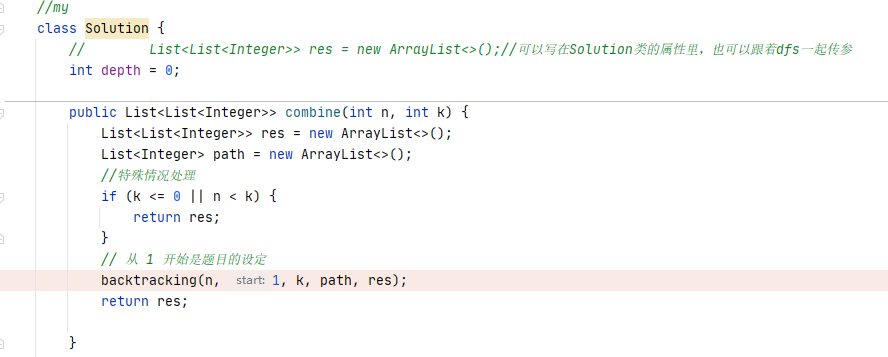 //my
class Solution {
//        List<List<Integer>> res = new ArrayList<>();//可以写在Solution类的属性里，也可以跟着dfs一起传参
int depth = 0;
public List<List<Integer>> combine(int n, int k) {
List<List<Integer>> res = new ArrayList<>();
List<Integer> path = new ArrayList<>();
//特殊情况处理
if (k <= 0 || n < k) {
return res;
}
// 从 1 开始是题目的设定
backtracking(n, start: 1, k, path, res);
return res;
}